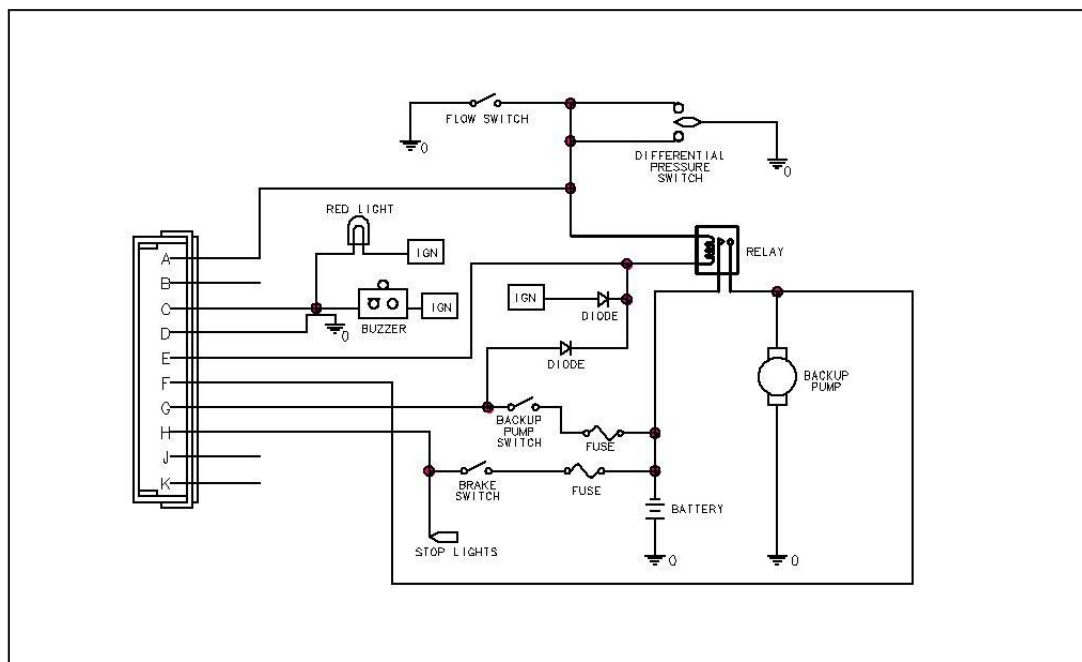 FLOW SWITCH
0
DIFFERENTIAL
PRESSURE
SWITCH
0
RED LIGHT
IGN
RELAY
A
B
C
IGN
BUZZER
IGN
DIODE
D
0
E
DIODE
F
BACKUP
PUMP
G
BACKUP
PUMP
SWITCH
FUSE
H
J
BRAKE
SWITCH
FUSE
K
BATTERY
STOP LIGHTS
0
0